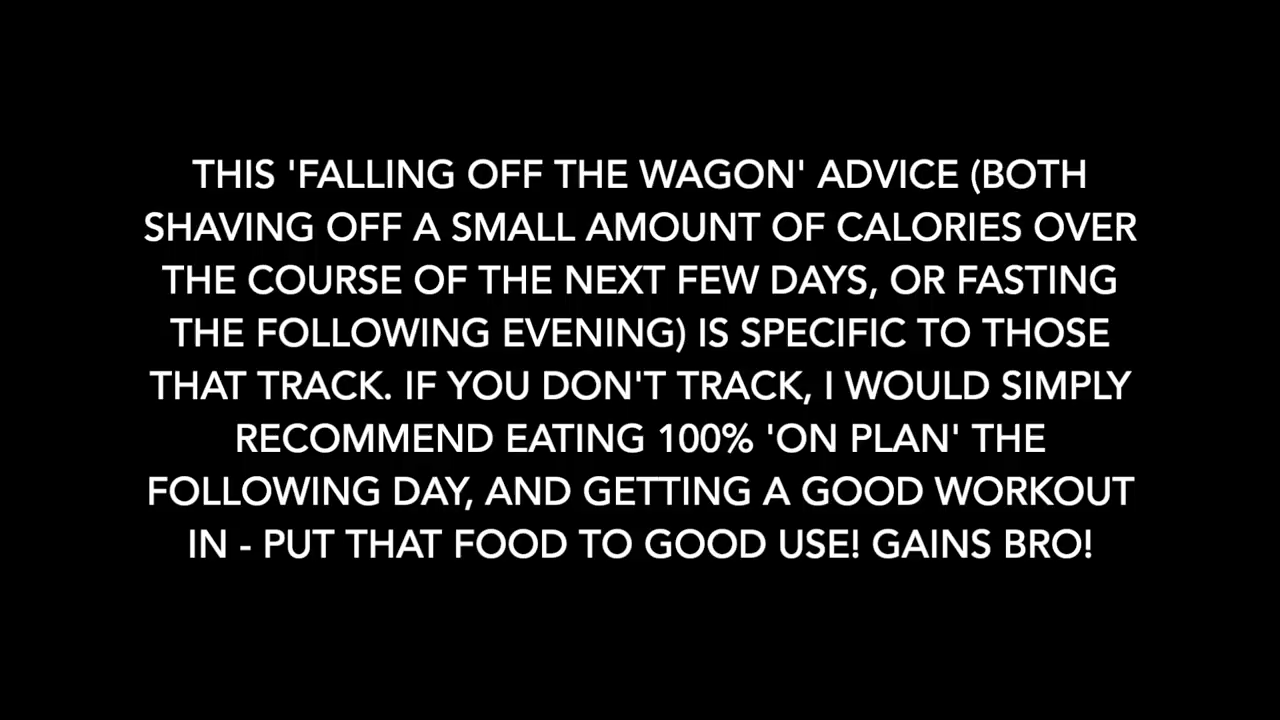 THIS 'FALLING OFF THE WAGON' ADVICE (BOTH
SHAVING OFF A SMALL AMOUNT OF CALORIES OVER
THE COURSE OF THE NEXT FEW DAYS, OR FASTING
THE FOLLOWING EVENING) IS SPECIFIC TO THOSE
THAT TRACK. IF YOU DON'T TRACK, I WOULD SIMPLY
RECOMMEND EATING 100% 'ON PLAN' THE
FOLLOWING DAY, AND GETTING A GOOD WORKOUT
IN - PUT THAT FOOD TO GOOD USE! GAINS BRO!